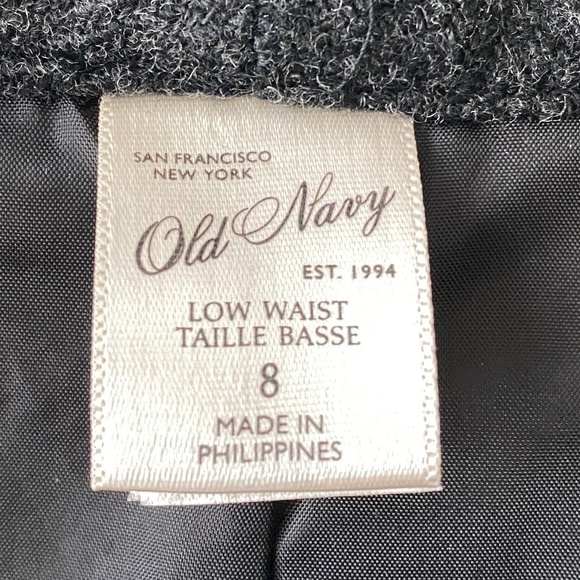 SAN FRANCISCO
NEW YORK
Old Navy
EST. 1994
LOW WAIST
TAILLE BASSE
8
MADE IN
PHILIPPINES